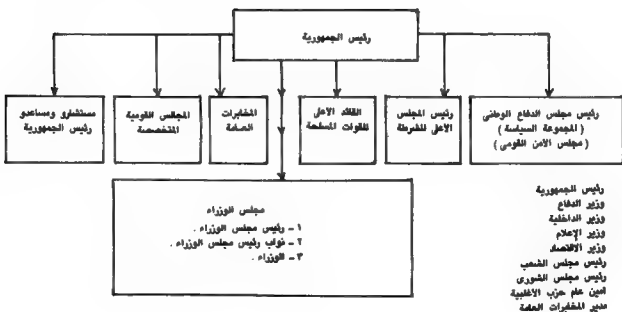 رئيس الجمهورية
رئيس مجلس الدفاع الوطنى
( المجموعة السياسة )
( مجلس الأمن القومى )
رئيس المجلس
الأعلى للشرطة
القائد الأعلى
للقوات المسلحة
المخابرات
العامة
المجالس القومية
المتخصصة
مستشارو ومساعدو
رئيس الجمهورية
مجلس الوزراء
١ - رئيس مجلس الوزراء .
٢ - نواب رئيس مجلس الوزراء .
٣ - الوزراء .
رئيس الجمهورية
وزير الدفاع
وزير الداخلية
وزير الإعلام
وزير الاقتصاد
رئيس مجلس الشعب
رئيس مجلس الشورى
أمين عام حزب الأغلبية
مدير المخابرات العامة